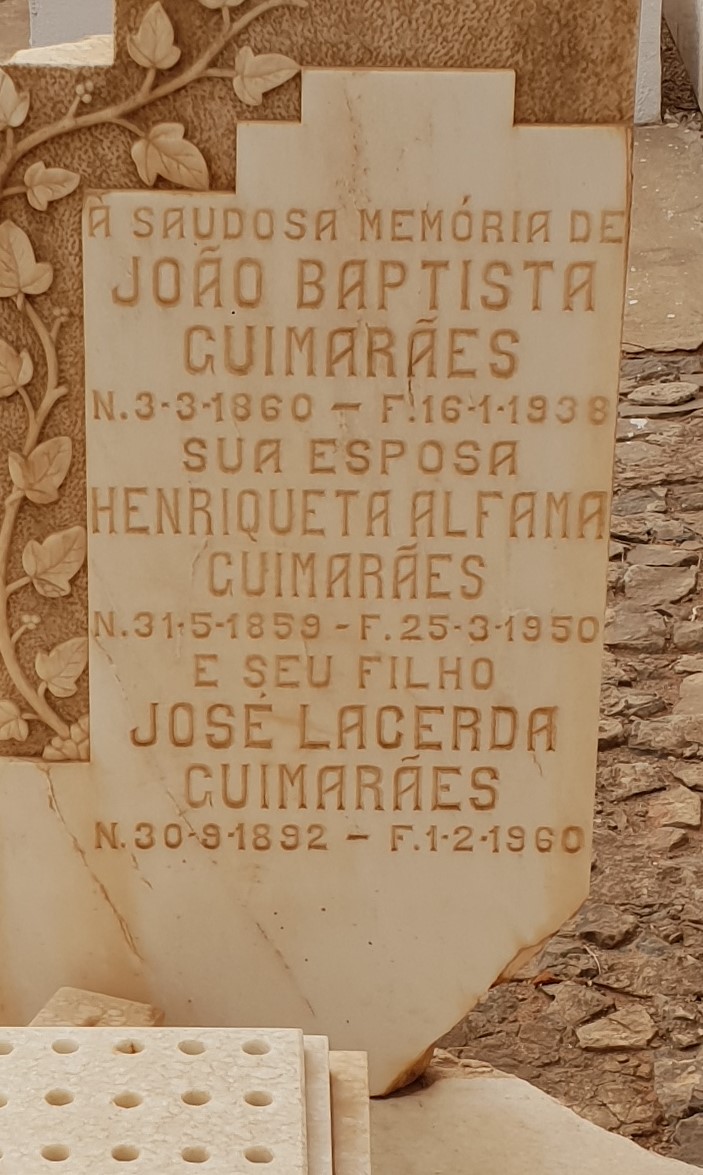 À SAUDOSA MEMÓRIA DE
JOÃO BAPTISTA
GUIMARÃES
N.3-3-1860 – F.16-1-1938
SUA ESPOSA
HENRIQUETA ALFAMA
GUIMARÃES
N.31-5-1859 - F.25-3-1950
E SEU FILHO
JOSÉ LACERDA
GUIMARÃES
N.30-9-1892 – F.1-2-1960